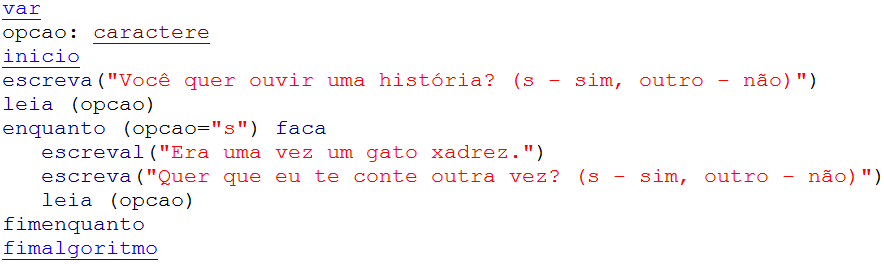 var
opcao: caractere
inicio
escreva("Você quer ouvir uma história? (s - sim, outro - não)")
leia (opcao)
enquanto (opcao="s") faca
   escreval("Era uma vez um gato xadrez.")
   escreva("Quer que eu te conte outra vez? (s - sim, outro - não)")
   leia (opcao)
fimenquanto
fimalgoritmo